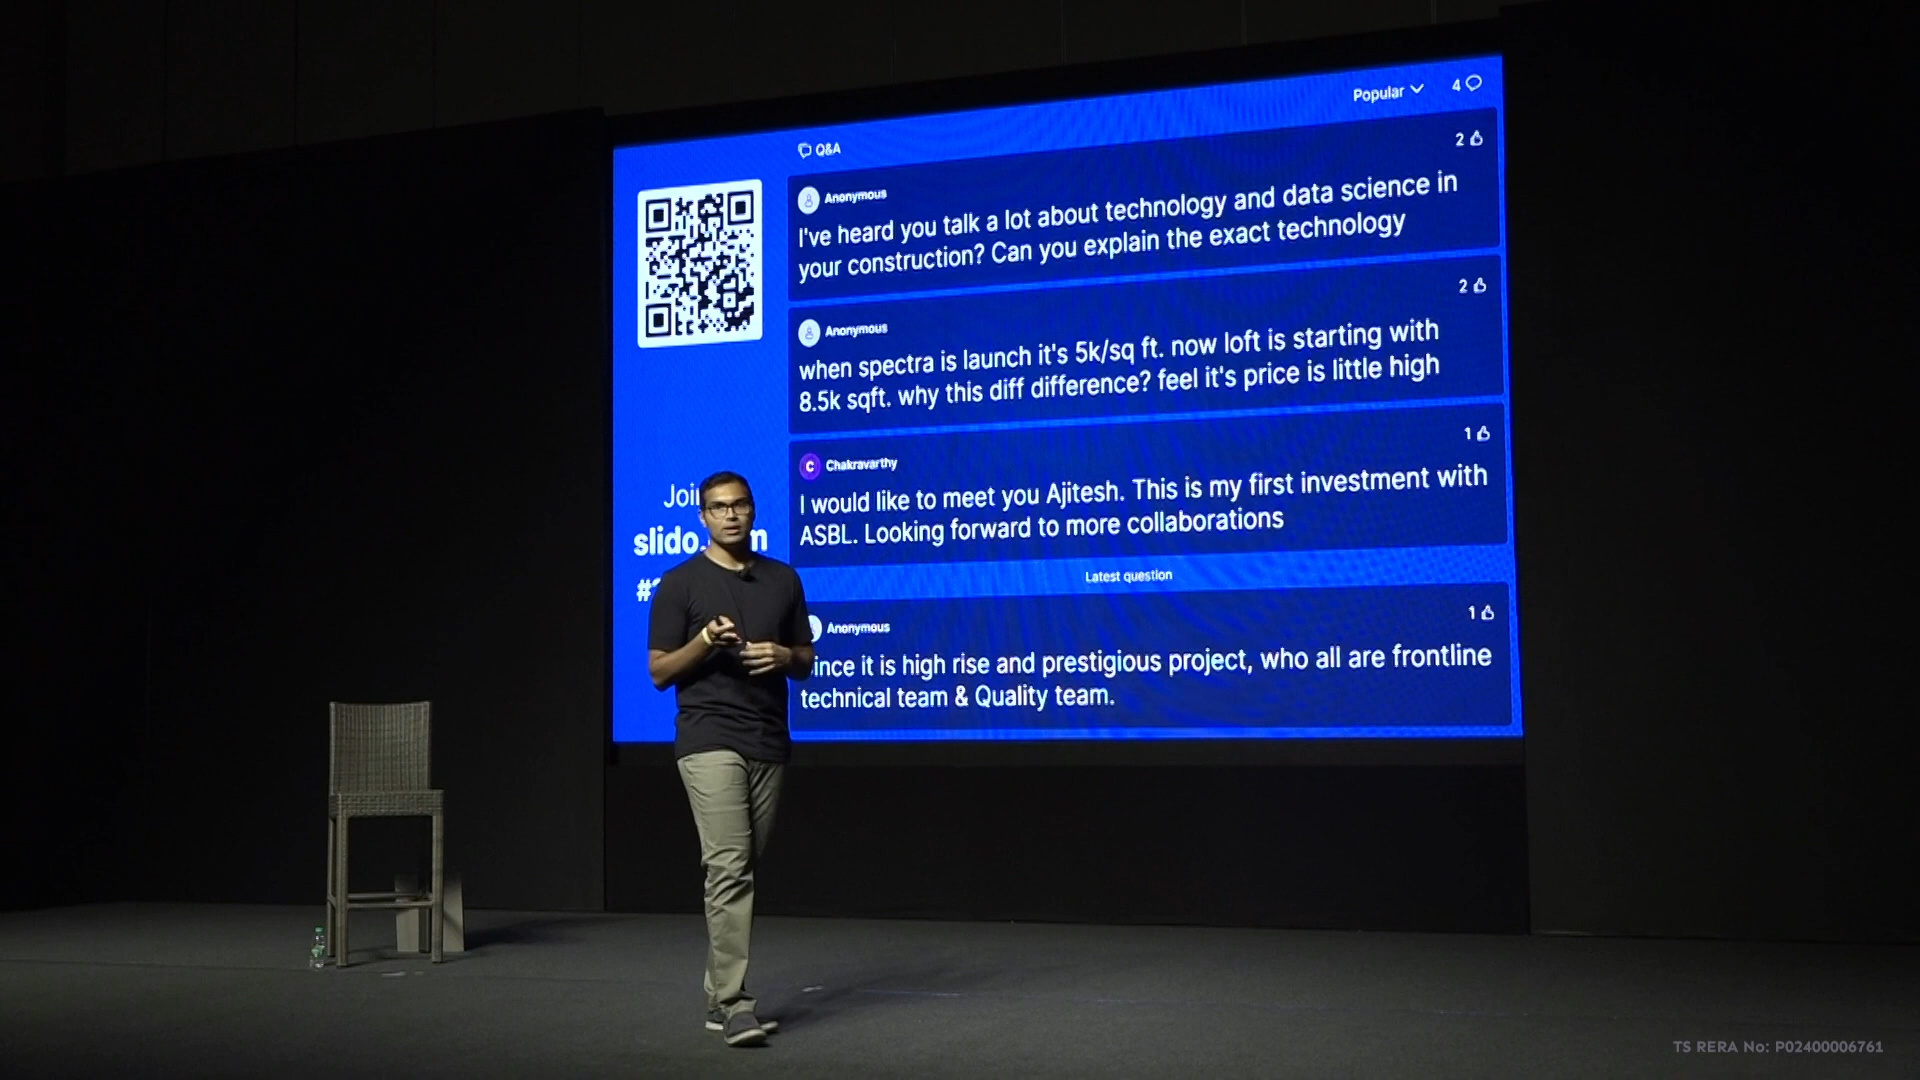 Popular
4
Q&A
2
Anonymous
I've heard you talk a lot about technology and data science in
your construction? Can you explain the exact technology
2
Anonymous
when spectra is launch it's 5k/sq ft. now loft is starting with
8.5k sqft. why this diff difference? feel it's price is little high
1
C Chakravarthy
I would like to meet you Ajitesh. This is my first investment with
ASBL. Looking forward to more collaborations
Latest question
1
Anonymous
it is high rise and prestigious project, who all are frontline
technical team & Quality team.
TS RERA No: P02400006761